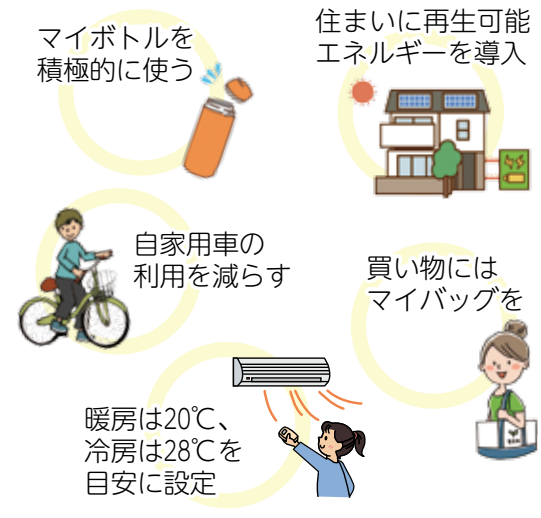 マイボトルを
積極的に使う
住まいに再生可能
エネルギーを導入
自家用車の
利用を減らす
買い物には
マイバッグを
暖房は20℃、
冷房は28℃を
目安に設定